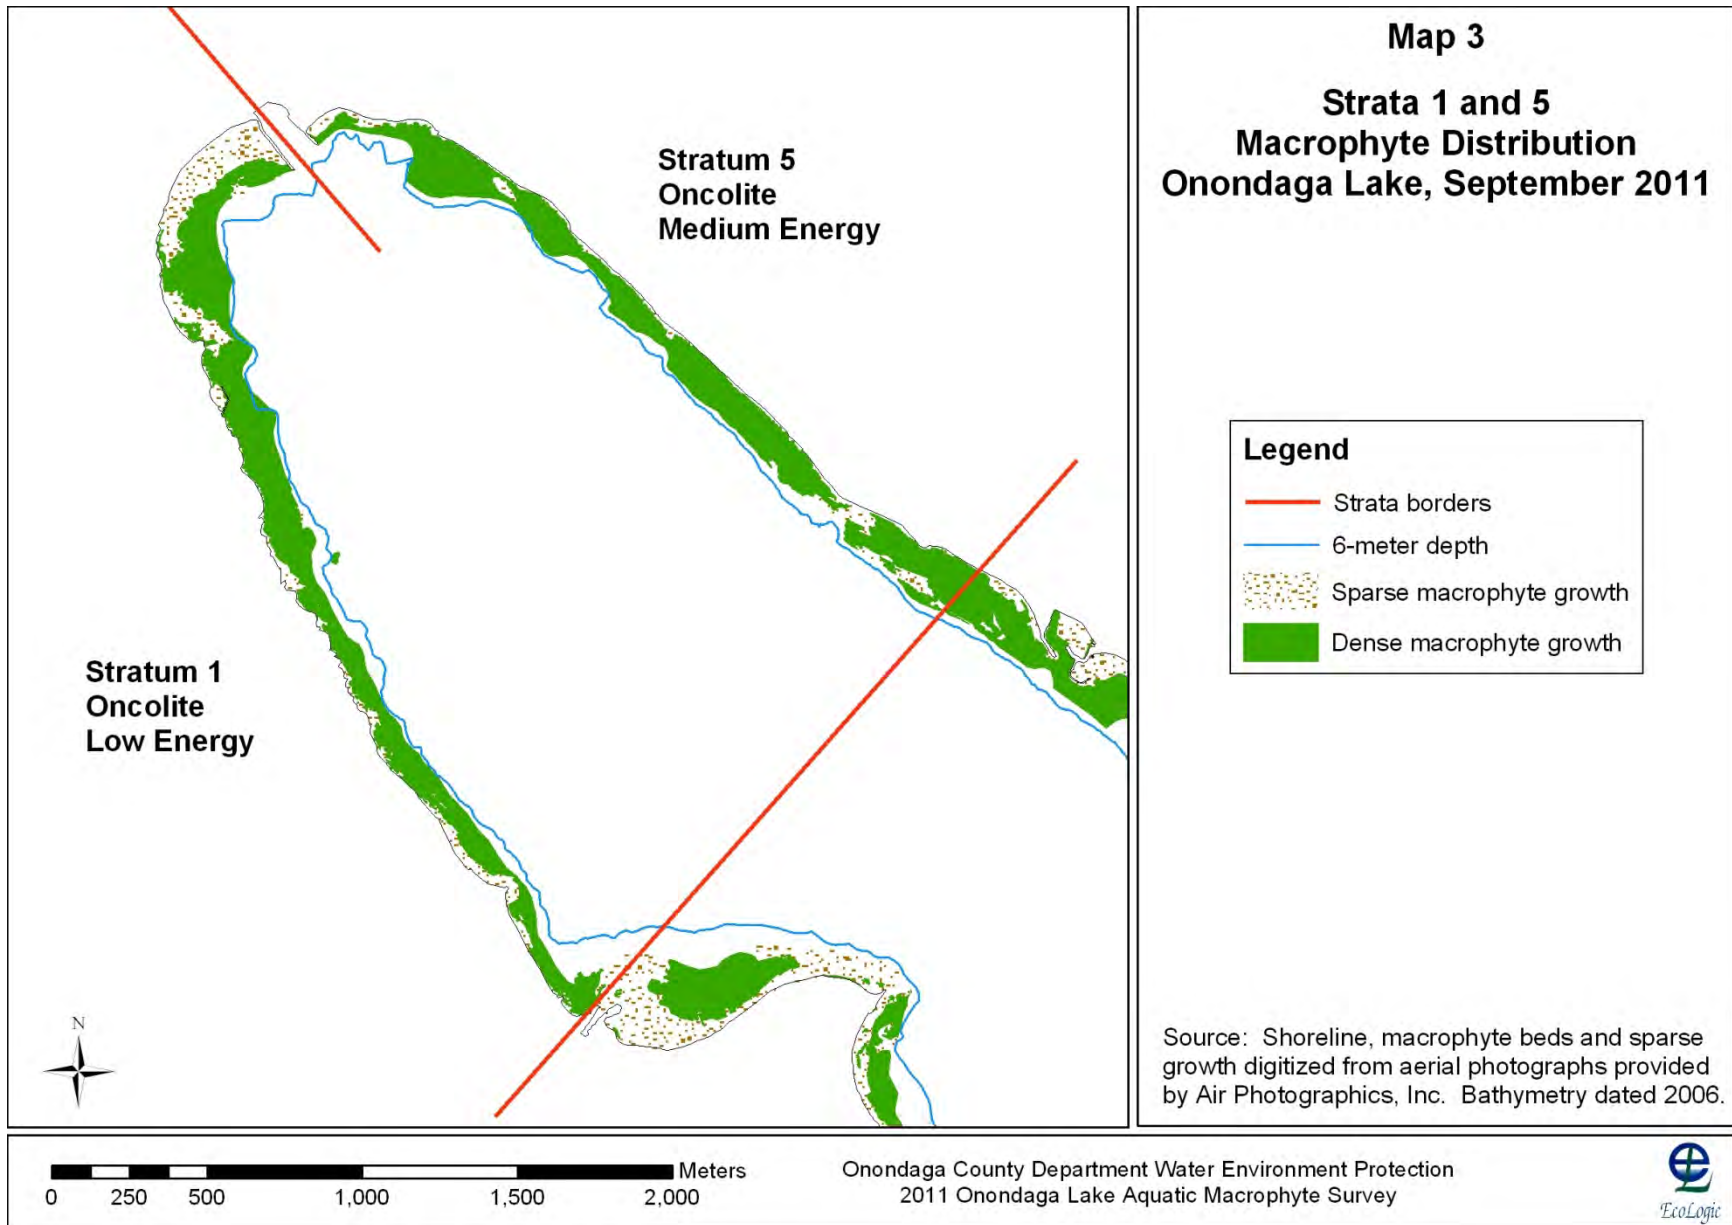 Map 3
Strata 1 and 5
Macrophyte Distribution
Onondaga Lake, September 2011
Stratum 5
Oncolite
Medium Energy
Stratum 1
Oncolite
Low Energy
Legend
Strata borders
6-meter depth
Sparse macrophyte growth
Dense macrophyte growth
N
Source: Shoreline, macrophyte beds and sparse
growth digitized from aerial photographs provided
by Air Photographics, Inc. Bathymetry dated 2006.
Meters
0 250 500 1,000 1,500 2,000
Onondaga County Department Water Environment Protection
2011 Onondaga Lake Aquatic Macrophyte Survey
EcoLogic